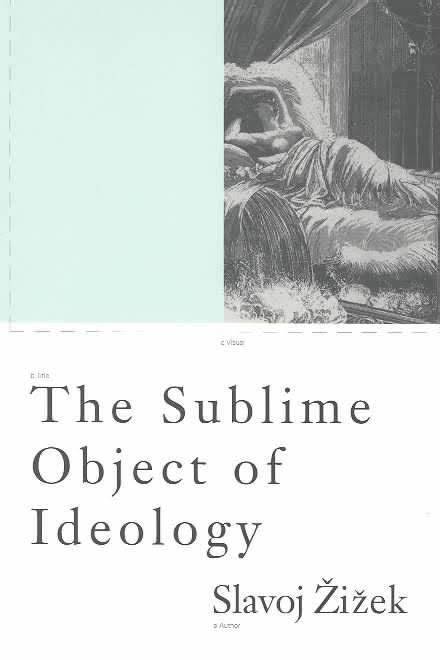 c Visual
b Title
The Sublime
Object of
Ideology
Slavoj Žižek
a Author